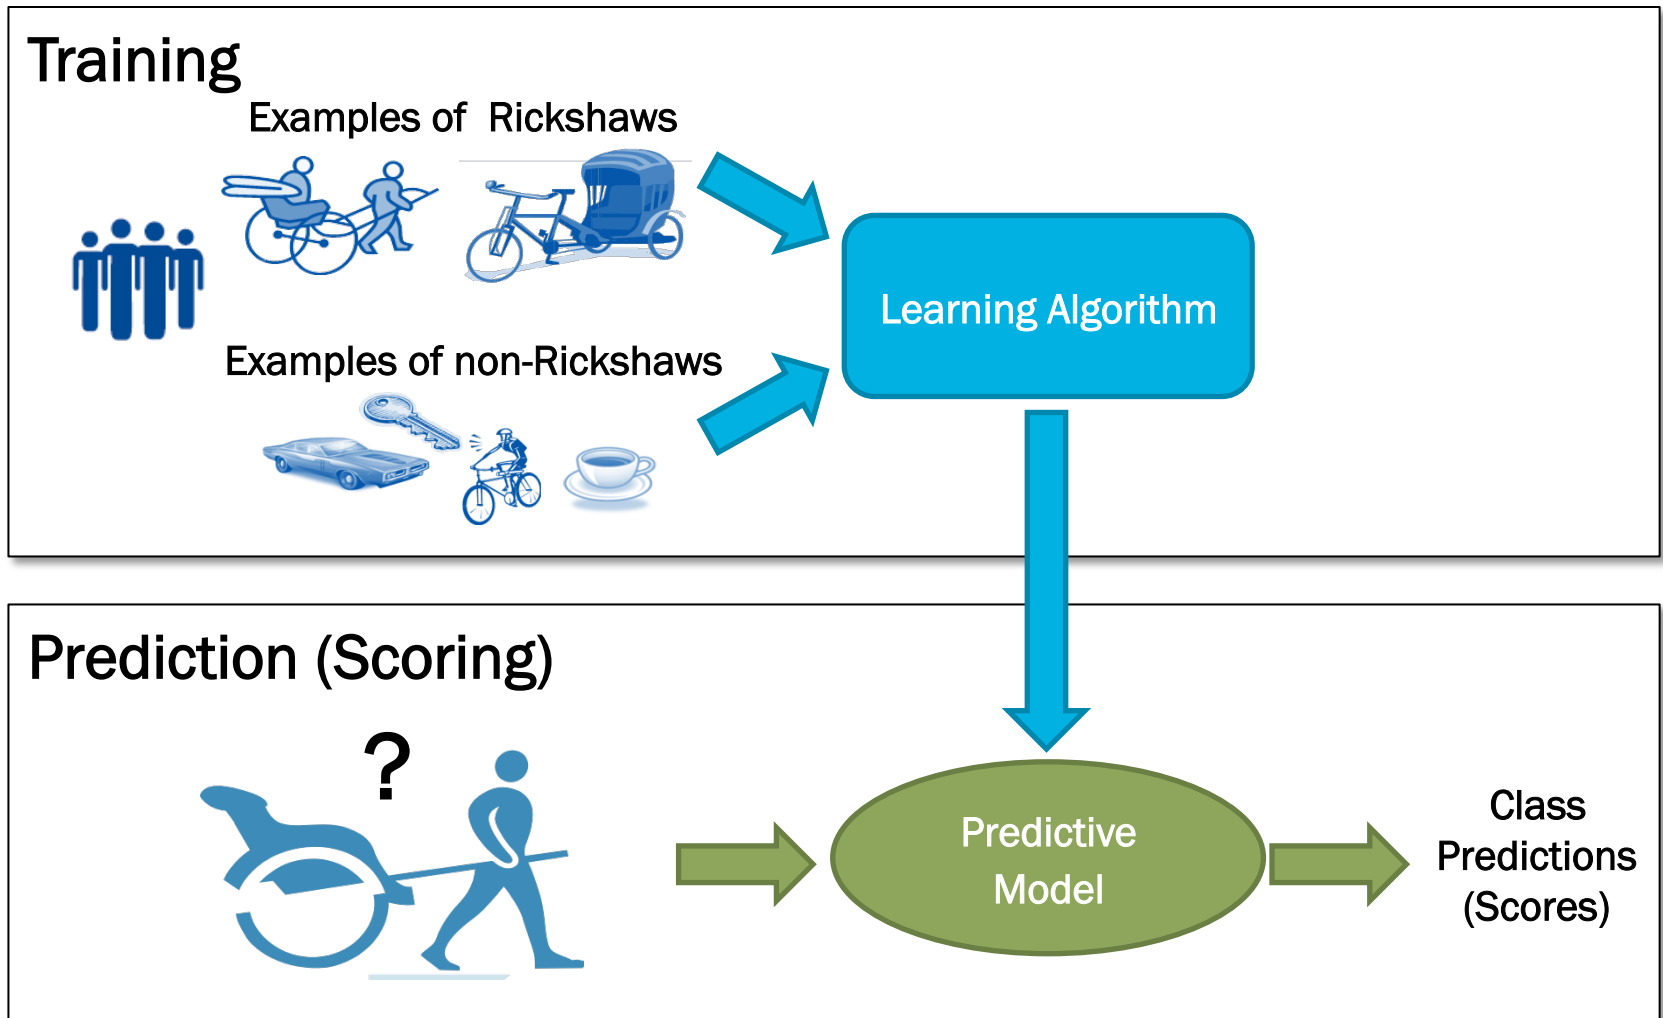 Training
Examples of  Rickshaws
Learning Algorithm
Examples of non-Rickshaws
Prediction (Scoring)
?
Predictive
Model
Class
Predictions
(Scores)